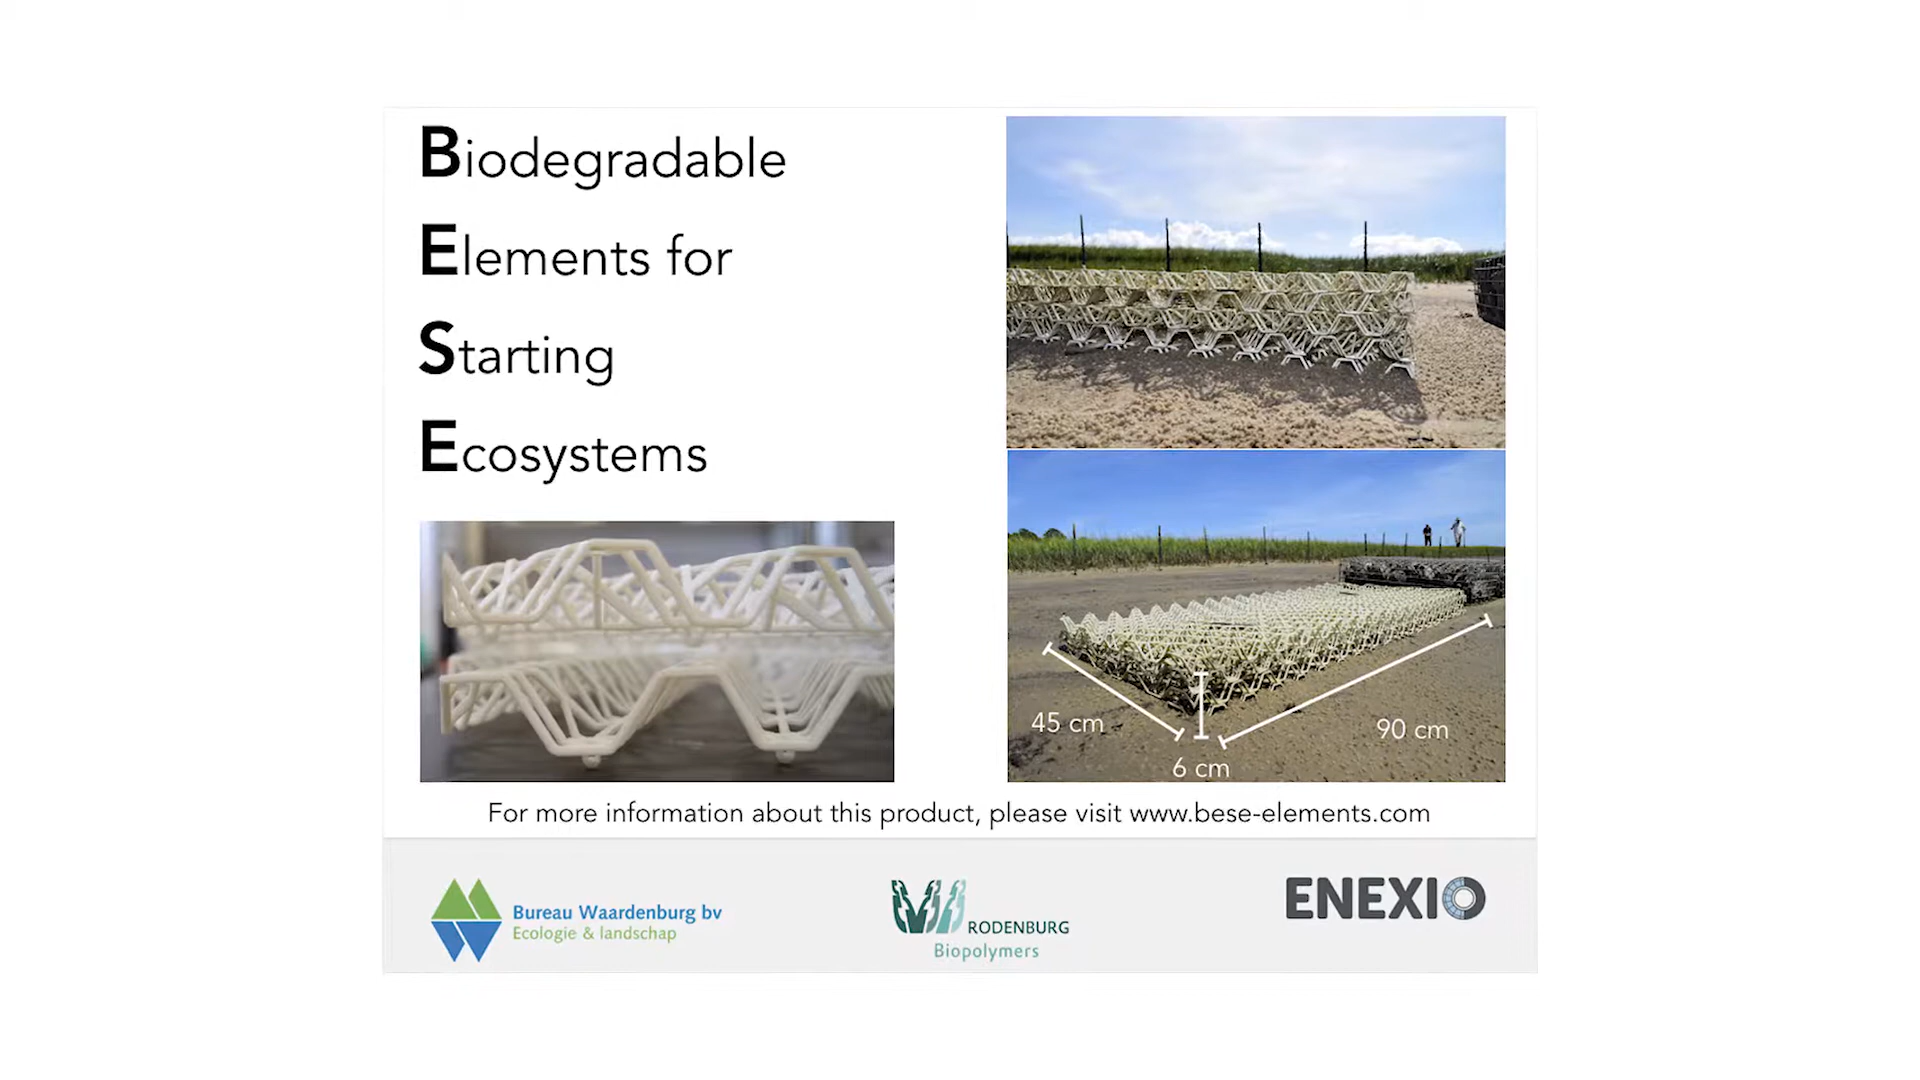 Biodegradable
Elements for
Starting
Ecosystems
45 cm
90 cm
6 cm
For more information about this product, please visit www.bese-elements.com
Bureau Waardenburg bv
Ecologie & landschap
RODENBURG
Biopolymers
ENEXIO